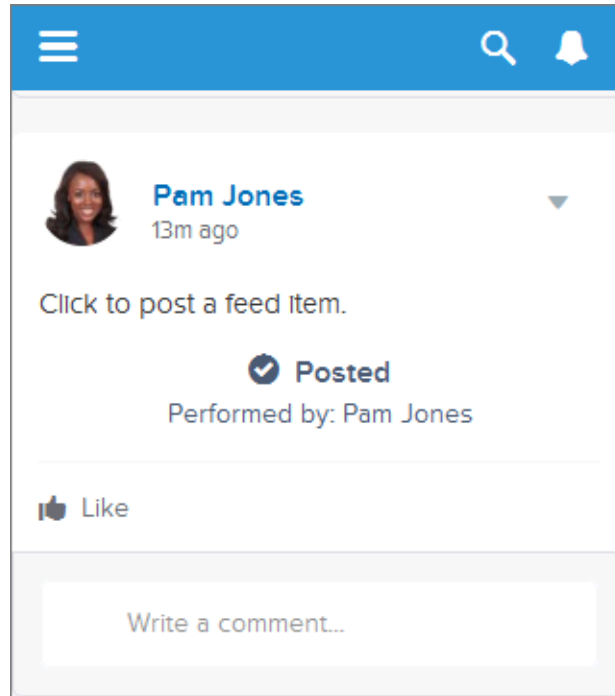 Pam Jones
13m ago
Click to post a feed item.
Posted
Performed by: Pam Jones
Like
Write a comment...